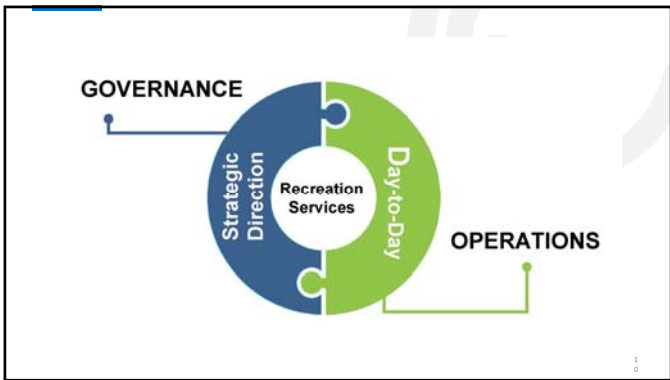 GOVERNANCE
Strategic
Direction
Recreation
Services
Day-to-Day
OPERATIONS
1
0